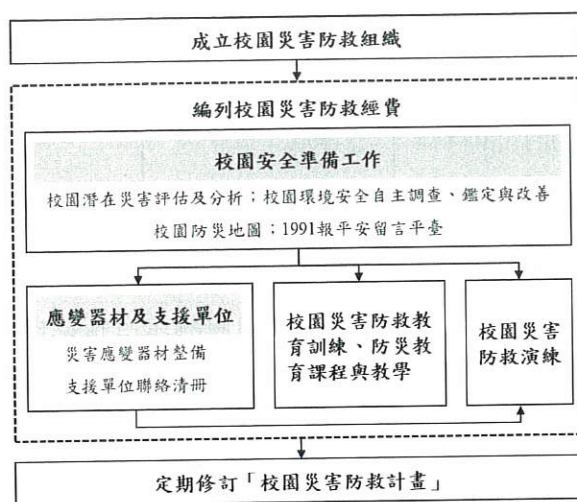 成立校園災害防救組織
編列校園災害防救經費
校園安全準備工作
校園潛在災害評估及分析；校園環境安全自主調查、鑑定與改善
校園防災地圖；1991報平安留言平臺
應變器材及支援單位
災害應變器材整備
支援單位聯絡清冊
校園災害防救教
育訓練、防災教
育課程與教學
校園災害
防救演練
定期修訂「校園災害防救計畫」